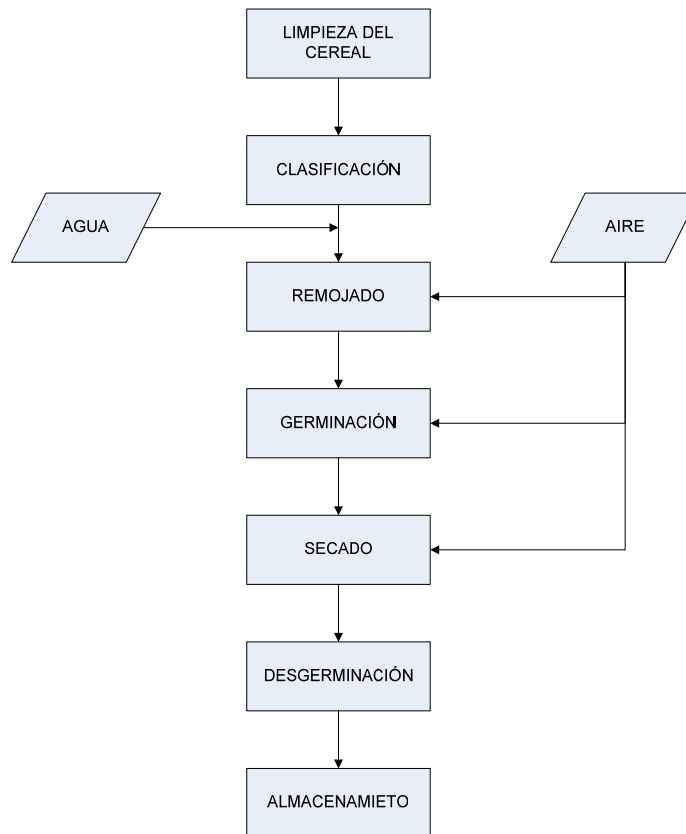 LIMPIEZA DEL
CEREAL
CLASIFICACIÓN
AGUA
AIRE
REMOJADO
GERMINACIÓN
SECADO
DESGERMINACIÓN
ALMACENAMIETO